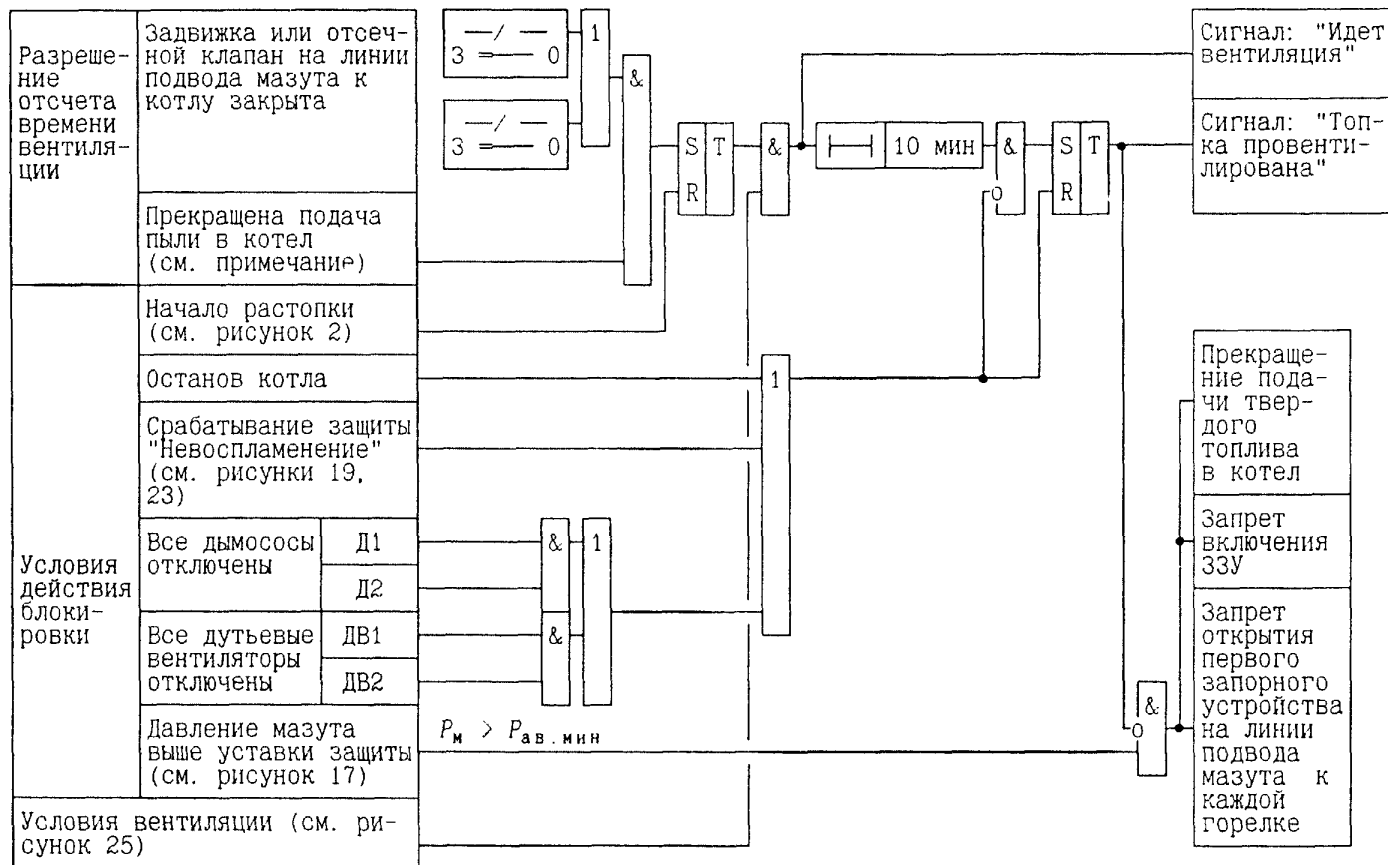 Разреше-
ние
отсчета
времени
вентиля-
ции
Задвижка или отсеч-
ной клапан на линии
подвода мазута к
котлу закрыта
З О
З О
1
&
Прекращена подача
пыли в котел
(см. примечание)
S T
R
&
10 мин
&
S T
R
Сигнал: "Идет
вентиляция"
Сигнал: "Топ-
ка провенти-
лирована"
Условия
действия
блоки-
ровки
Начало растопки
(см. рисунок 2)
Останов котла
Срабатывание защиты
"Невоспламенение"
(см. рисунки 19,
23)
1
Все дымососы
отключены
Д1
Д2
Все дутьевые
вентиляторы
отключены
ДВ1
ДВ2
&
&
1
Давление мазута
выше уставки защиты
(см. рисунок 17)
Pм > Pав.мин
&
Условия вентиляции (см. ри-
сунок 25)
Прекраще-
ние пода-
чи твер-
дого
топлива
в котел
Запрет
включения
ЗЗУ
Запрет
открытия
первого
запорного
устройства
на линии
подвода
мазута к
каждой
горелке